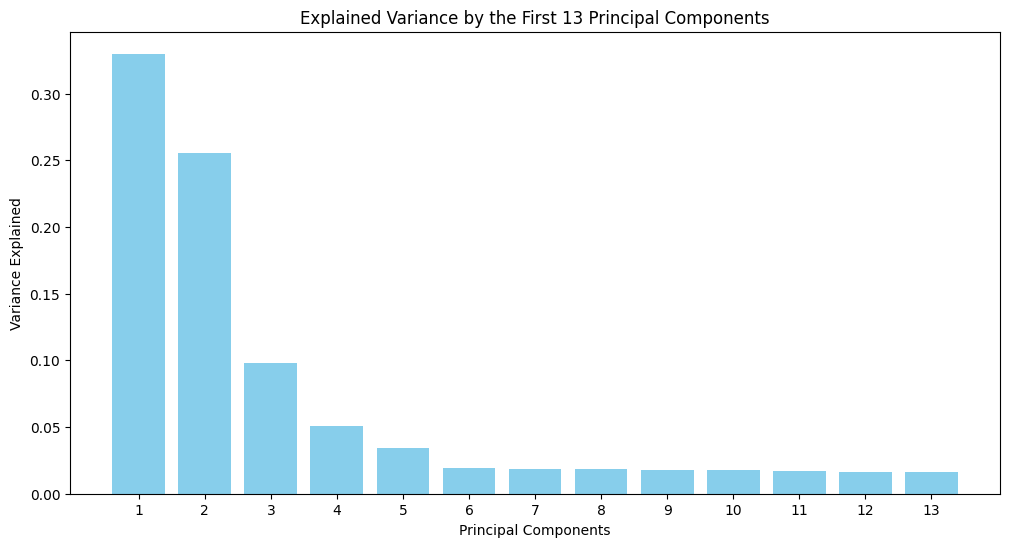 Explained Variance by the First 13 Principal Components
Variance Explained
0.30
0.25
0.20
0.15
0.10
0.05
0.00
1 2 3 4 5 6 7 8 9 10 11 12 13
Principal Components